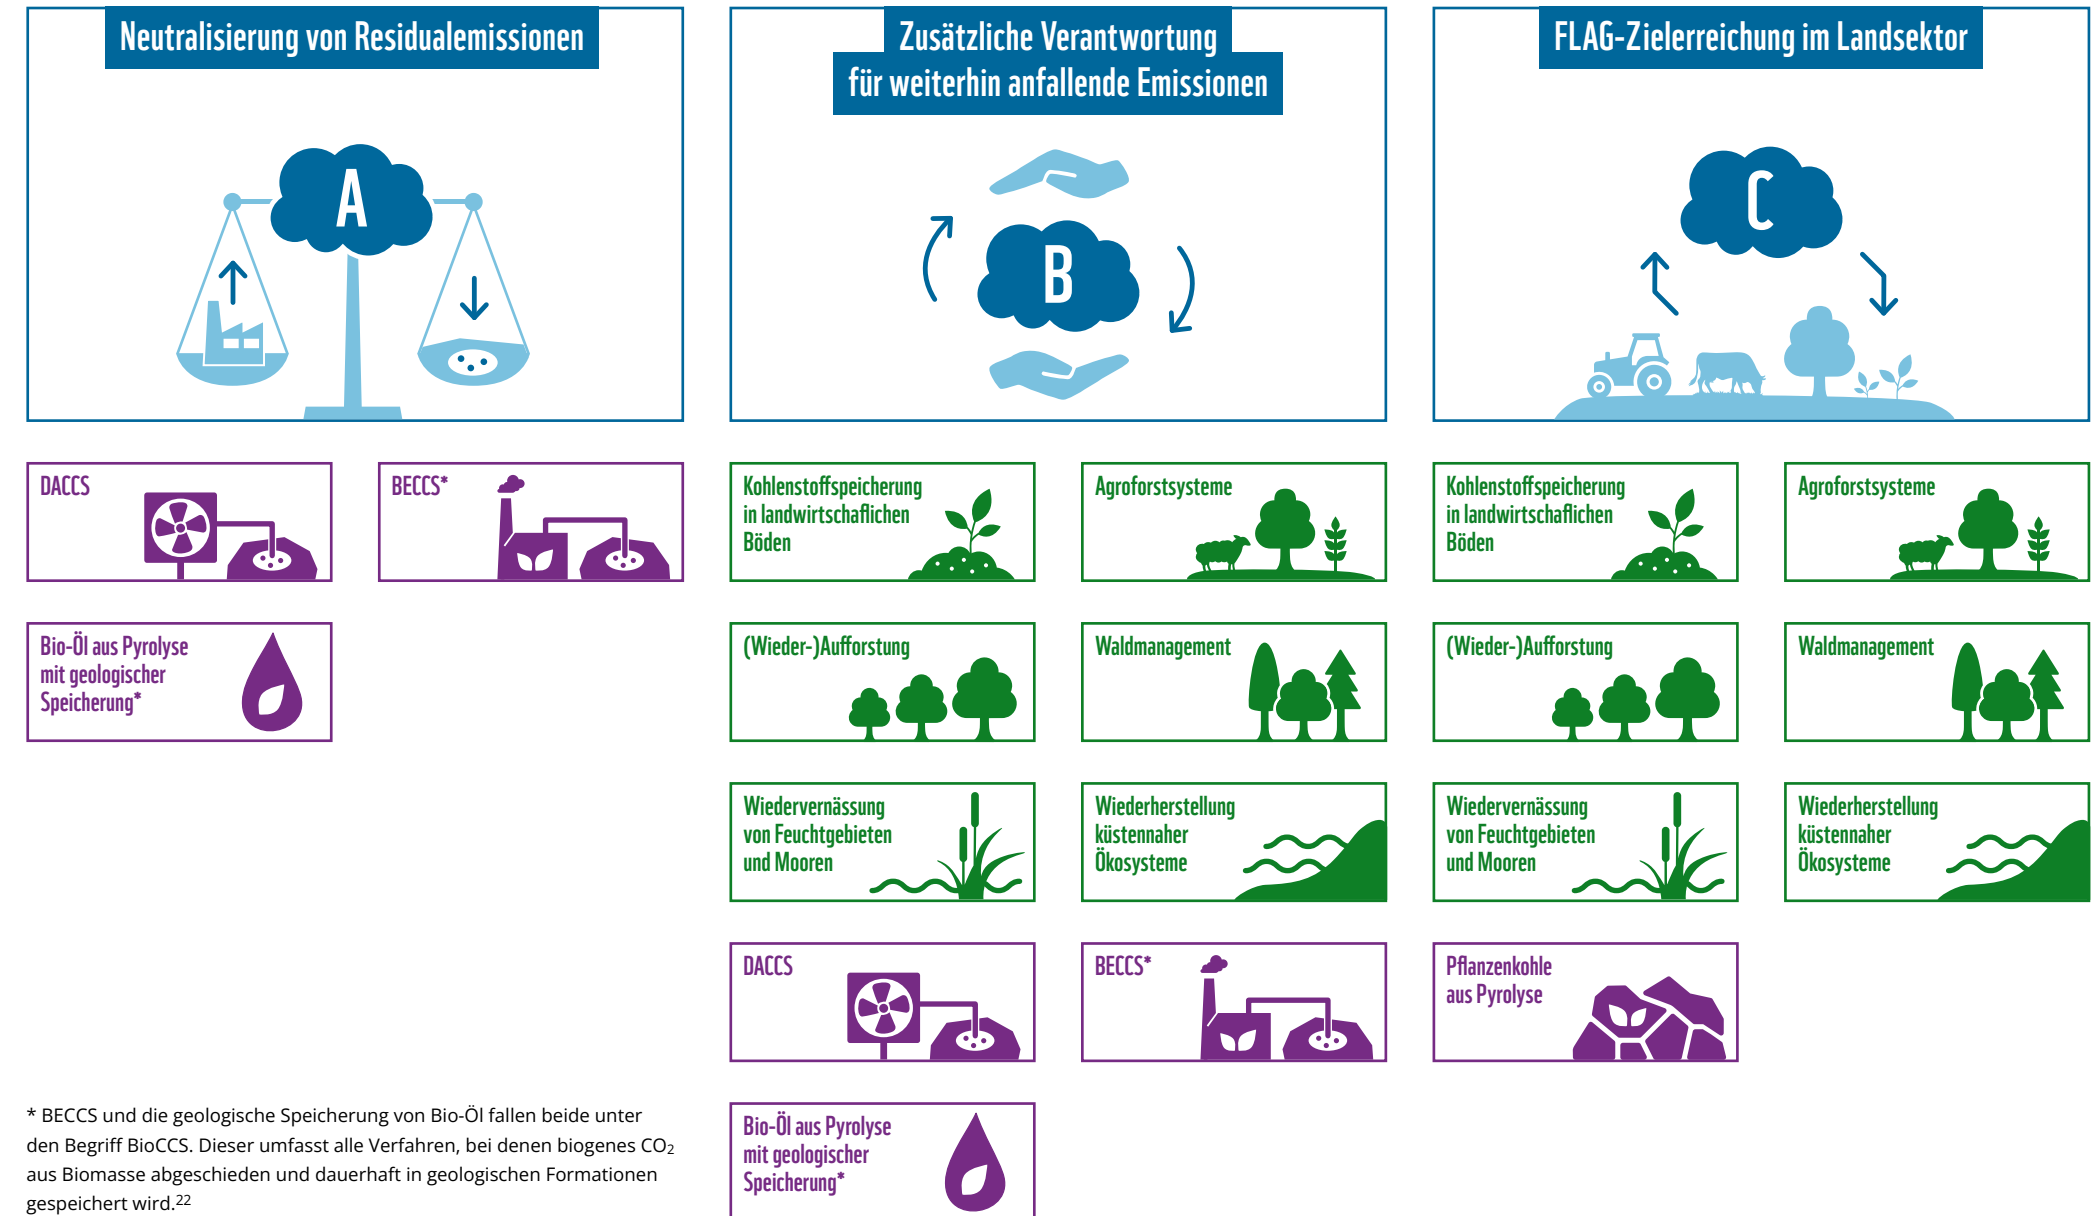 Neutralisierung von Residualemissionen
A
DACCS
BECCS*
Bio-Öl aus Pyrolyse
mit geologischer
Speicherung*
Zusätzliche Verantwortung
für weiterhin anfallende Emissionen
B
Kohlenstoffspeicherung
in landwirtschaflichen
Böden
Agroforstsysteme
(Wieder-)Aufforstung
Waldmanagement
Wiedervernässung
von Feuchtgebieten
und Mooren
Wiederherstellung
küstennaher
Ökosysteme
DACCS
BECCS*
Bio-Öl aus Pyrolyse
mit geologischer
Speicherung*
FLAG-Zielerreichung im Landsektor
C
Kohlenstoffspeicherung
in landwirtschaflichen
Böden
Agroforstsysteme
(Wieder-)Aufforstung
Waldmanagement
Wiedervernässung
von Feuchtgebieten
und Mooren
Wiederherstellung
küstennaher
Ökosysteme
Pflanzenkohle
aus Pyrolyse
* BECCS und die geologische Speicherung von Bio-Öl fallen beide unter
den Begriff BioCCS. Dieser umfasst alle Verfahren, bei denen biogenes CO₂
aus Biomasse abgeschieden und dauerhaft in geologischen Formationen
gespeichert wird.²²